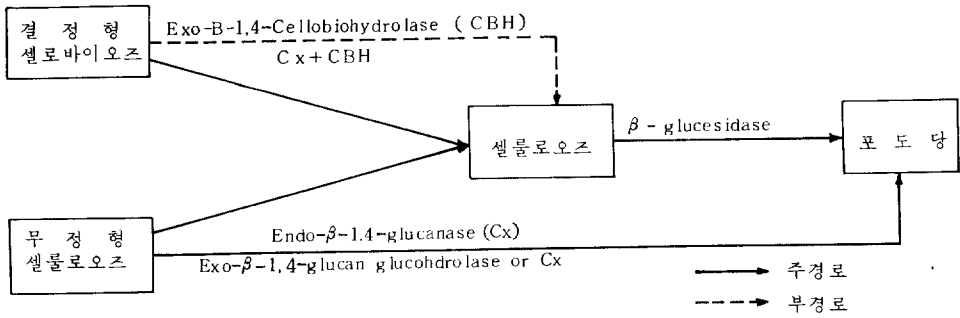 결 정 형
셀로바이오즈
Exo-B-1,4-Cellobiohydrolase (CBH)
Cx+CBH
셀룰로오즈
β - glucesidase
포 도 당
무 정 형
셀룰로오즈
Endo-β-1.4-glucanase (Cx)
Exo-β-1,4-glucan glucohdrolase or Cx
주경로
부경로